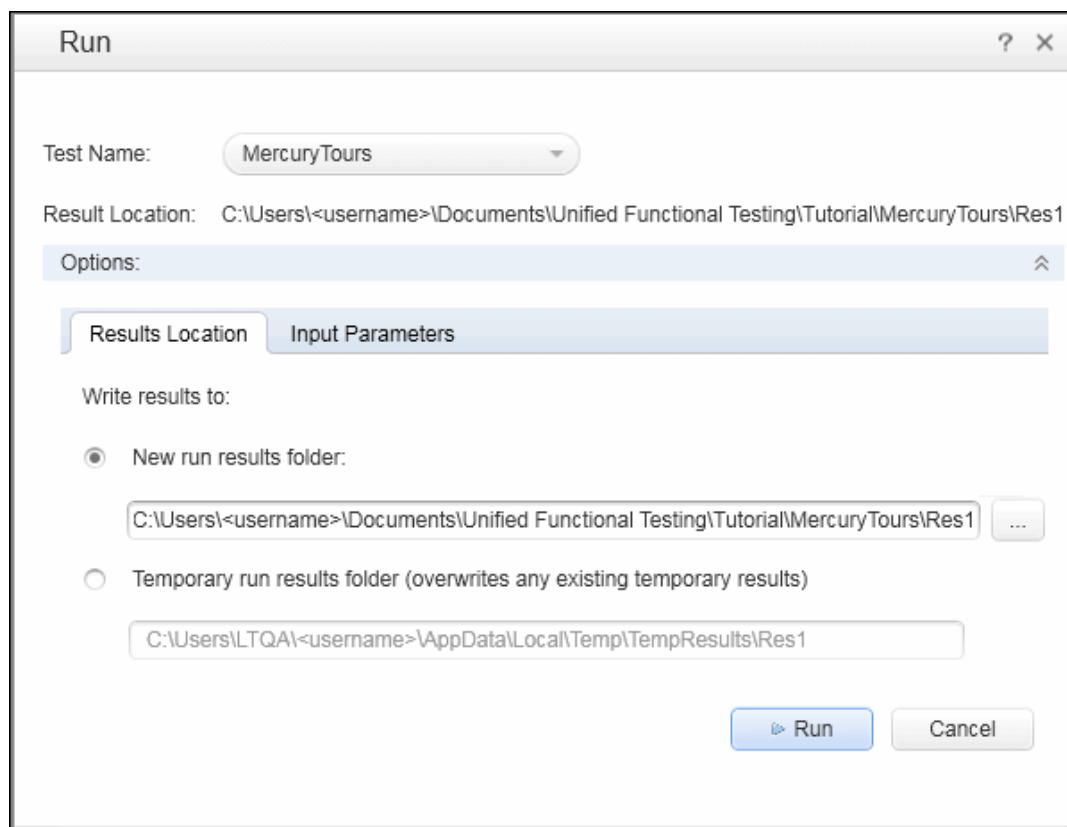 Run
? ×
Test Name: MercuryTours
Result Location: C:\Users\<username>\Documents\Unified Functional Testing\Tutorial\MercuryTours\Res1
Options:
Results Location Input Parameters
Write results to:
New run results folder:
C:\Users\<username>\Documents\Unified Functional Testing\Tutorial\MercuryTours\Res1 ...
Temporary run results folder (overwrites any existing temporary results)
C:\Users\LTQA\<username>\AppData\Local\Temp\TempResults\Res1
Run Cancel